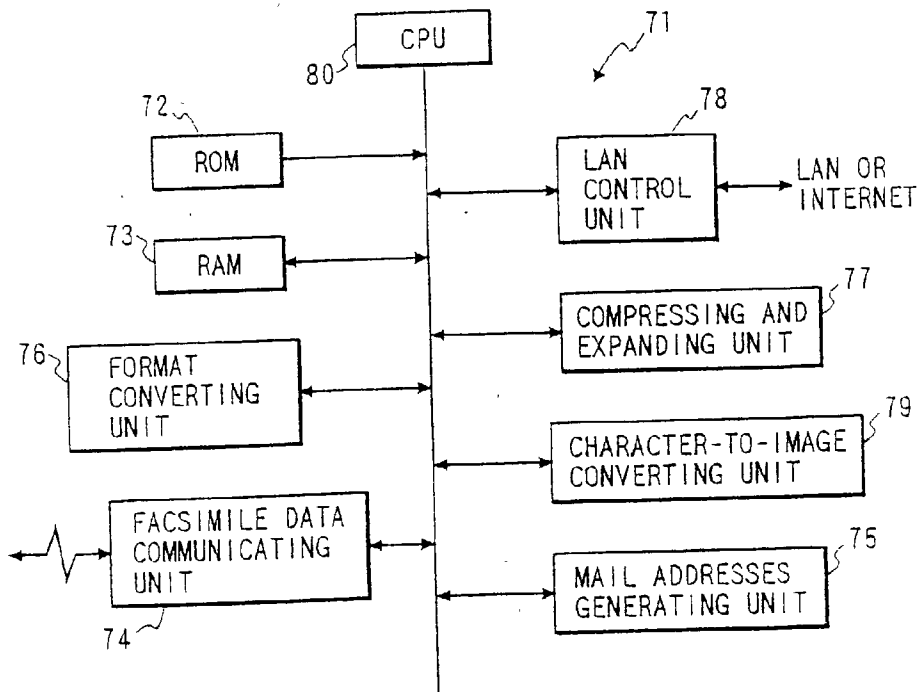 CPU
80
71
72
ROM
78
LAN
CONTROL
UNIT
LAN OR
INTERNET
73
RAM
77
COMPRESSING AND
EXPANDING UNIT
76
FORMAT
CONVERTING
UNIT
79
CHARACTER-TO-IMAGE
CONVERTING UNIT
FACSIMILE DATA
COMMUNICATING
UNIT
74
75
MAIL ADDRESSES
GENERATING UNIT